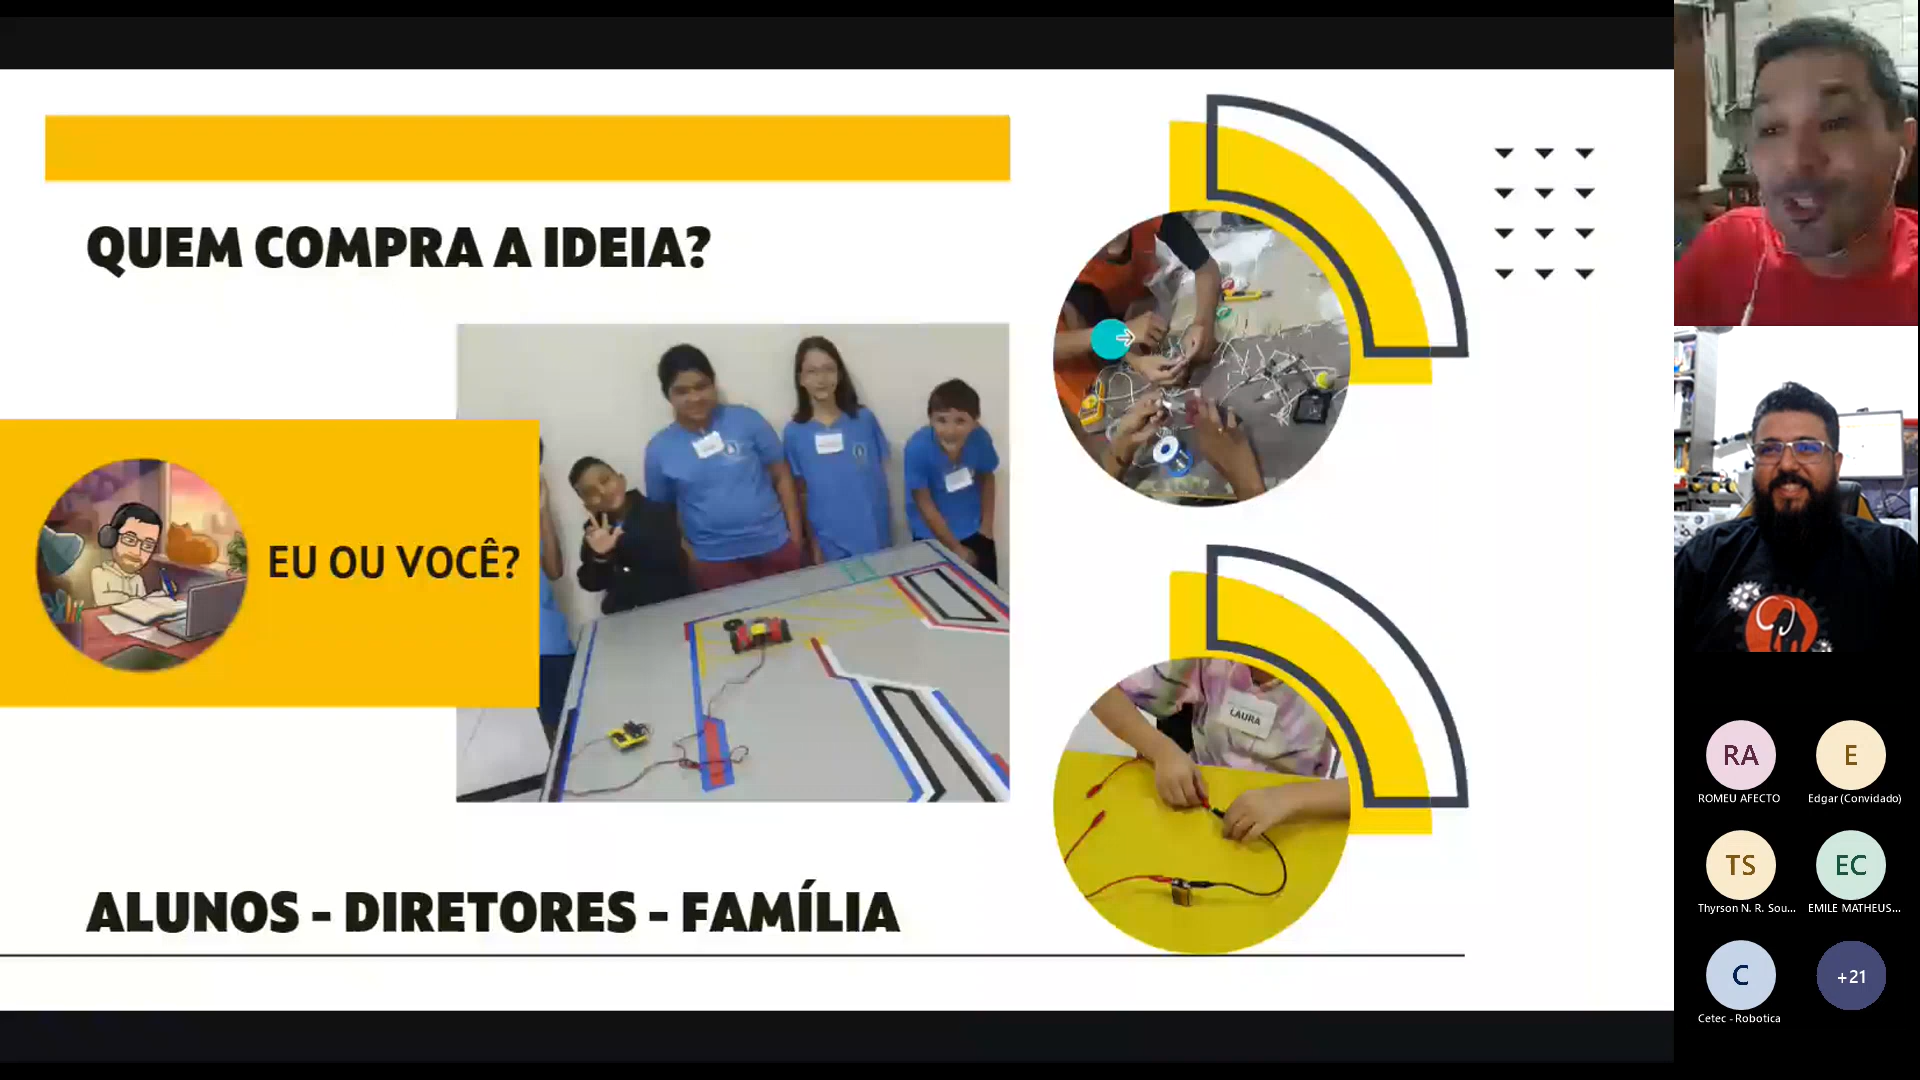 QUEM COMPRA A IDEIA?
EU OU VOCÊ?
LAURA
ALUNOS - DIRETORES - FAMÍLIA
RA
ROMEU AFECTO
E
Edgar (Convidado)
TS
Thyrson N. R. Sou...
EC
EMILE MATHEUS...
C
Cetec - Robotica
+21